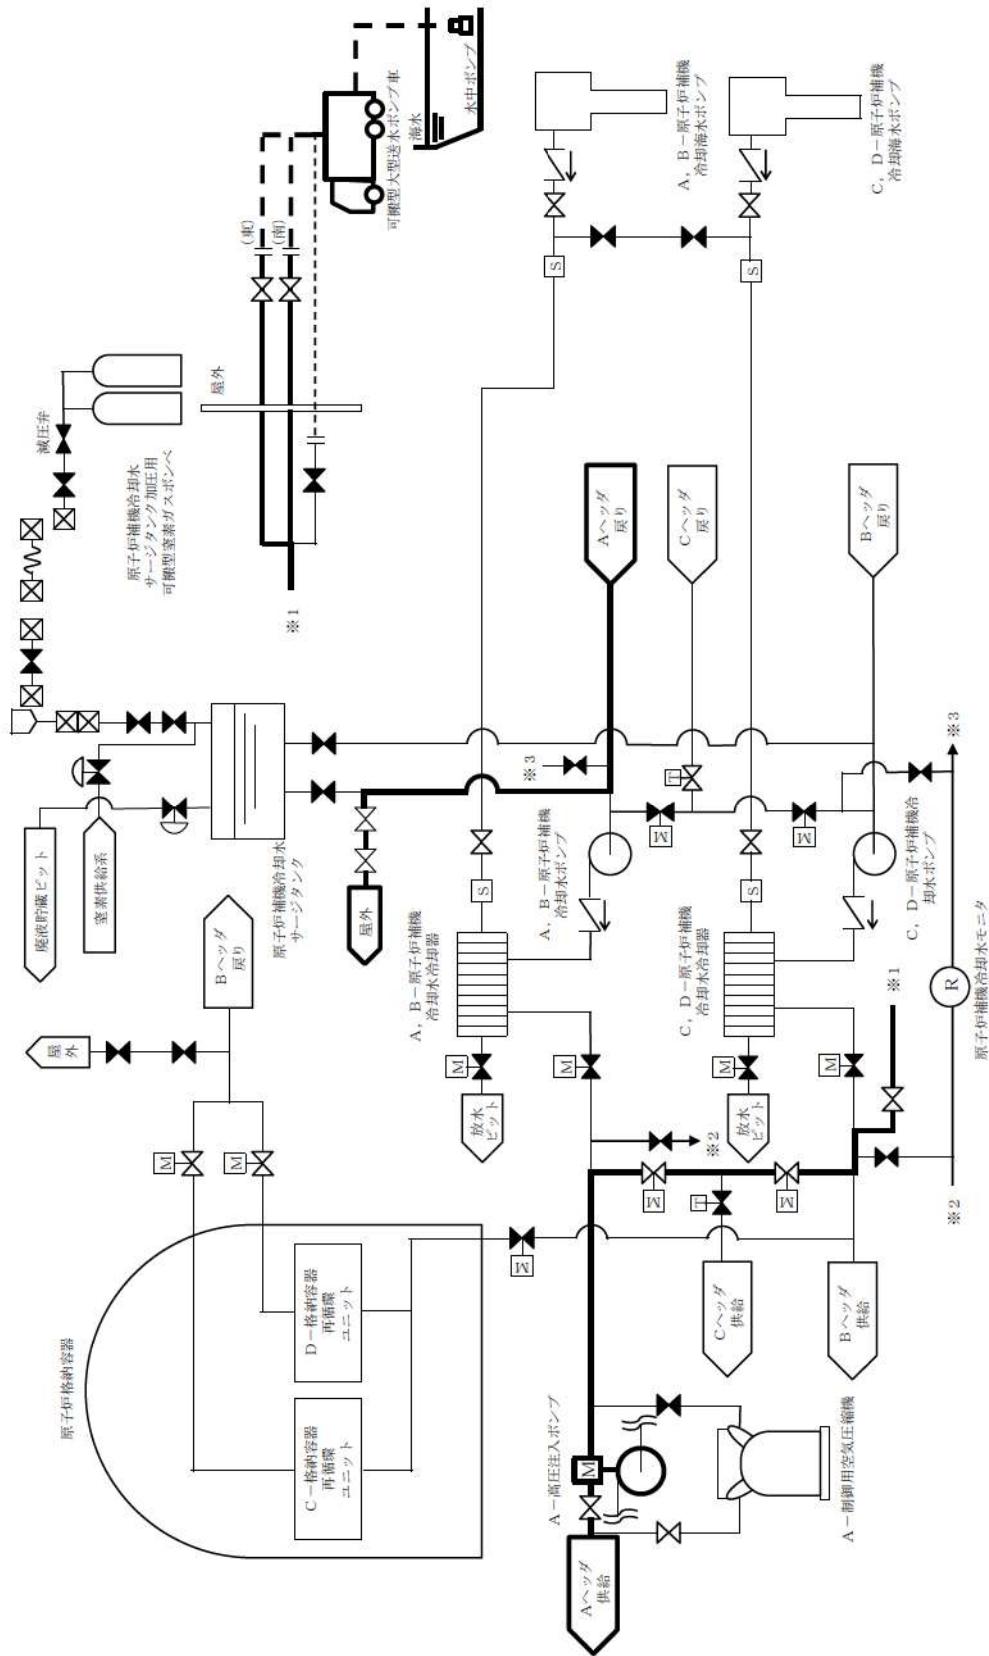 原子炉格納容器
C－格納容器
再循環
ユニット
D－格納容器
再循環
ユニット
M
M
M
屋外
Bヘッダ
戻り
廃液貯蔵ピット
窒素供給系
原子炉補機冷却水
サージタンク
原子炉補機冷却水
サージタンク加圧用
可搬型窒素ガスボンベ
減圧弁
屋外
※1
(東)
(南)
可搬型大型送水ポンプ車
海水
水中ポンプ
Aヘッダ
供給
A－高圧注入ポンプ
M
A－制御用空気圧縮機
Cヘッダ
供給
Bヘッダ
供給
T
M
M
※2
※2
放水
ピット
M
M
放水
ピット
M
M
A，B－原子炉補機
冷却水冷却器
C，D－原子炉補機
冷却水冷却器
S
S
屋外
※3
A，B－原子炉補機
冷却水ポンプ
C，D－原子炉補機冷
却水ポンプ
M
T
M
※1
R
原子炉補機冷却水モニタ
※3
Aヘッダ
戻り
Cヘッダ
戻り
Bヘッダ
戻り
S
S
A，B－原子炉補機
冷却海水ポンプ
C，D－原子炉補機
冷却海水ポンプ